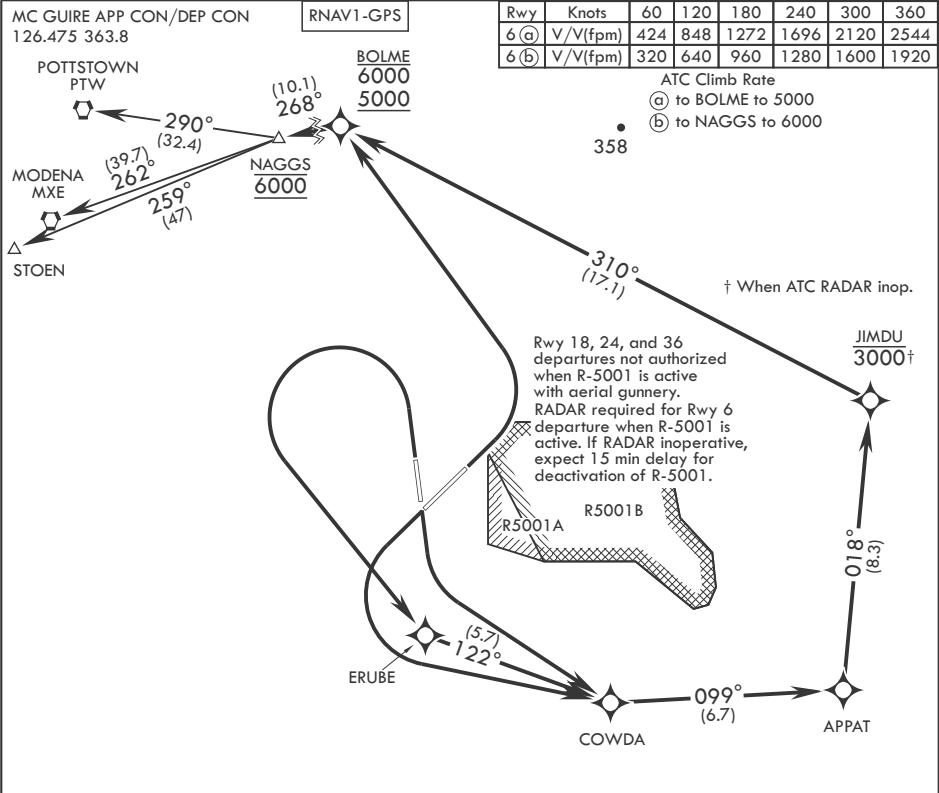 MC GUIRE APP CON/DEP CON
126.475 363.8
RNAV1-GPS
Rwy Knots 60 120 180 240 300 360
6 ⓐ V/V(fpm) 424 848 1272 1696 2120 2544
6 ⓑ V/V(fpm) 320 640 960 1280 1600 1920
ATC Climb Rate
ⓐ to BOLME to 5000
ⓑ to NAGGS to 6000
358
POTTSTOWN
PTW
BOLME
6000
5000
(10.1)
268°
290°
(32.4)
NAGGS
6000
(39.7)
262°
MODENA
MXE
259°
(47)
STOEN
310°
(17.1)
† When ATC RADAR inop.
JIMDU
3000†
Rwy 18, 24, and 36
departures not authorized
when R-5001 is active
with aerial gunnery.
RADAR required for Rwy 6
departure when R-5001 is
active. If RADAR inoperative,
expect 15 min delay for
deactivation of R-5001.
R5001A
R5001B
018°
(8.3)
(5.7)
122°
ERUBE
099°
(6.7)
COWDA
APPAT